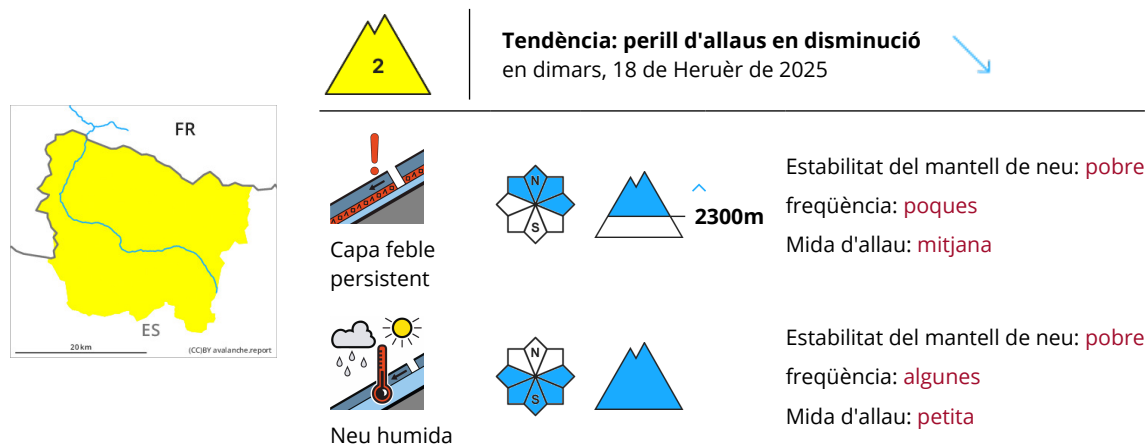 2
Tendència: perill d'allaus en disminució
en dimars, 18 de Heruèr de 2025
FR
ES
20 km
(CC)BY avalanche.report
Capa feble
persistent
N
S
2300m
Estabilitat del mantell de neu: pobre
freqüència: poques
Mida d'allau: mitjana
Neu humida
N
S
Estabilitat del mantell de neu: pobre
freqüència: algunes
Mida d'allau: petita